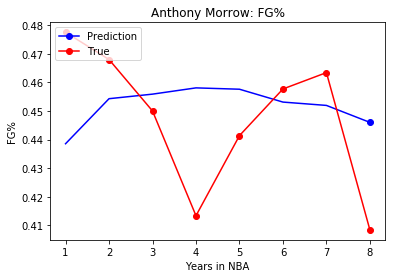 Anthony Morrow: FG%
0.48
0.47
0.46
0.45
0.44
0.43
0.42
0.41
FG%
Prediction
True
1 2 3 4 5 6 7 8
Years in NBA